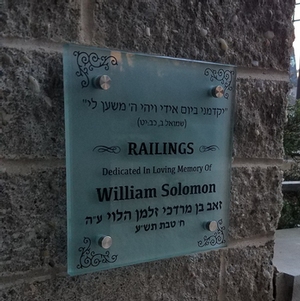 "יקדמני ביום אידי ויהי ה' משען לי"
(שמואל ב, כב:יט)
RAILINGS
Dedicated In Loving Memory Of
William Solomon
זאב בן מרדכי זלמן הלוי ע״ה
ח׳ טבת תש״ע